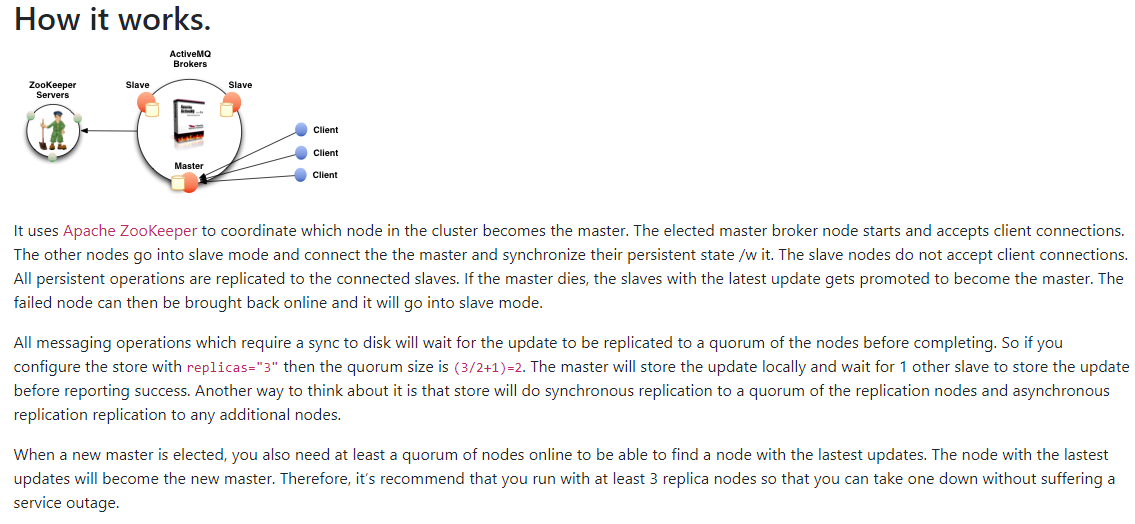 How it works.
ActiveMQ
Brokers
ZooKeeper
Servers
Slave
Slave
Client
Client
Master
Client
It uses Apache ZooKeeper to coordinate which node in the cluster becomes the master. The elected master broker node starts and accepts client connections.
The other nodes go into slave mode and connect the the master and synchronize their persistent state /w it. The slave nodes do not accept client connections.
All persistent operations are replicated to the connected slaves. If the master dies, the slaves with the latest update gets promoted to become the master. The
failed node can then be brought back online and it will go into slave mode.
All messaging operations which require a sync to disk will wait for the update to be replicated to a quorum of the nodes before completing. So if you
configure the store with replicas="3" then the quorum size is (3/2+1)=2. The master will store the update locally and wait for 1 other slave to store the update
before reporting success. Another way to think about it is that store will do synchronous replication to a quorum of the replication nodes and asynchronous
replication replication to any additional nodes.
When a new master is elected, you also need at least a quorum of nodes online to be able to find a node with the lastest updates. The node with the lastest
updates will become the new master. Therefore, it's recommend that you run with at least 3 replica nodes so that you can take one down without suffering a
service outage.